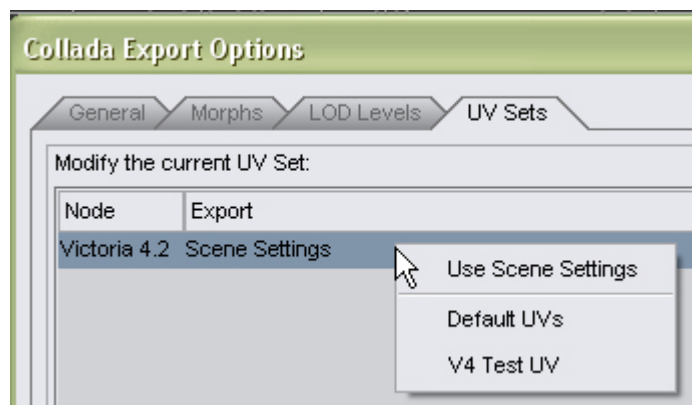 Collada Export Options
General Morphs LOD Levels UV Sets
Modify the current UV Set:
Node Export
Victoria 4.2 Scene Settings
Use Scene Settings
Default UVs
V4 Test UV